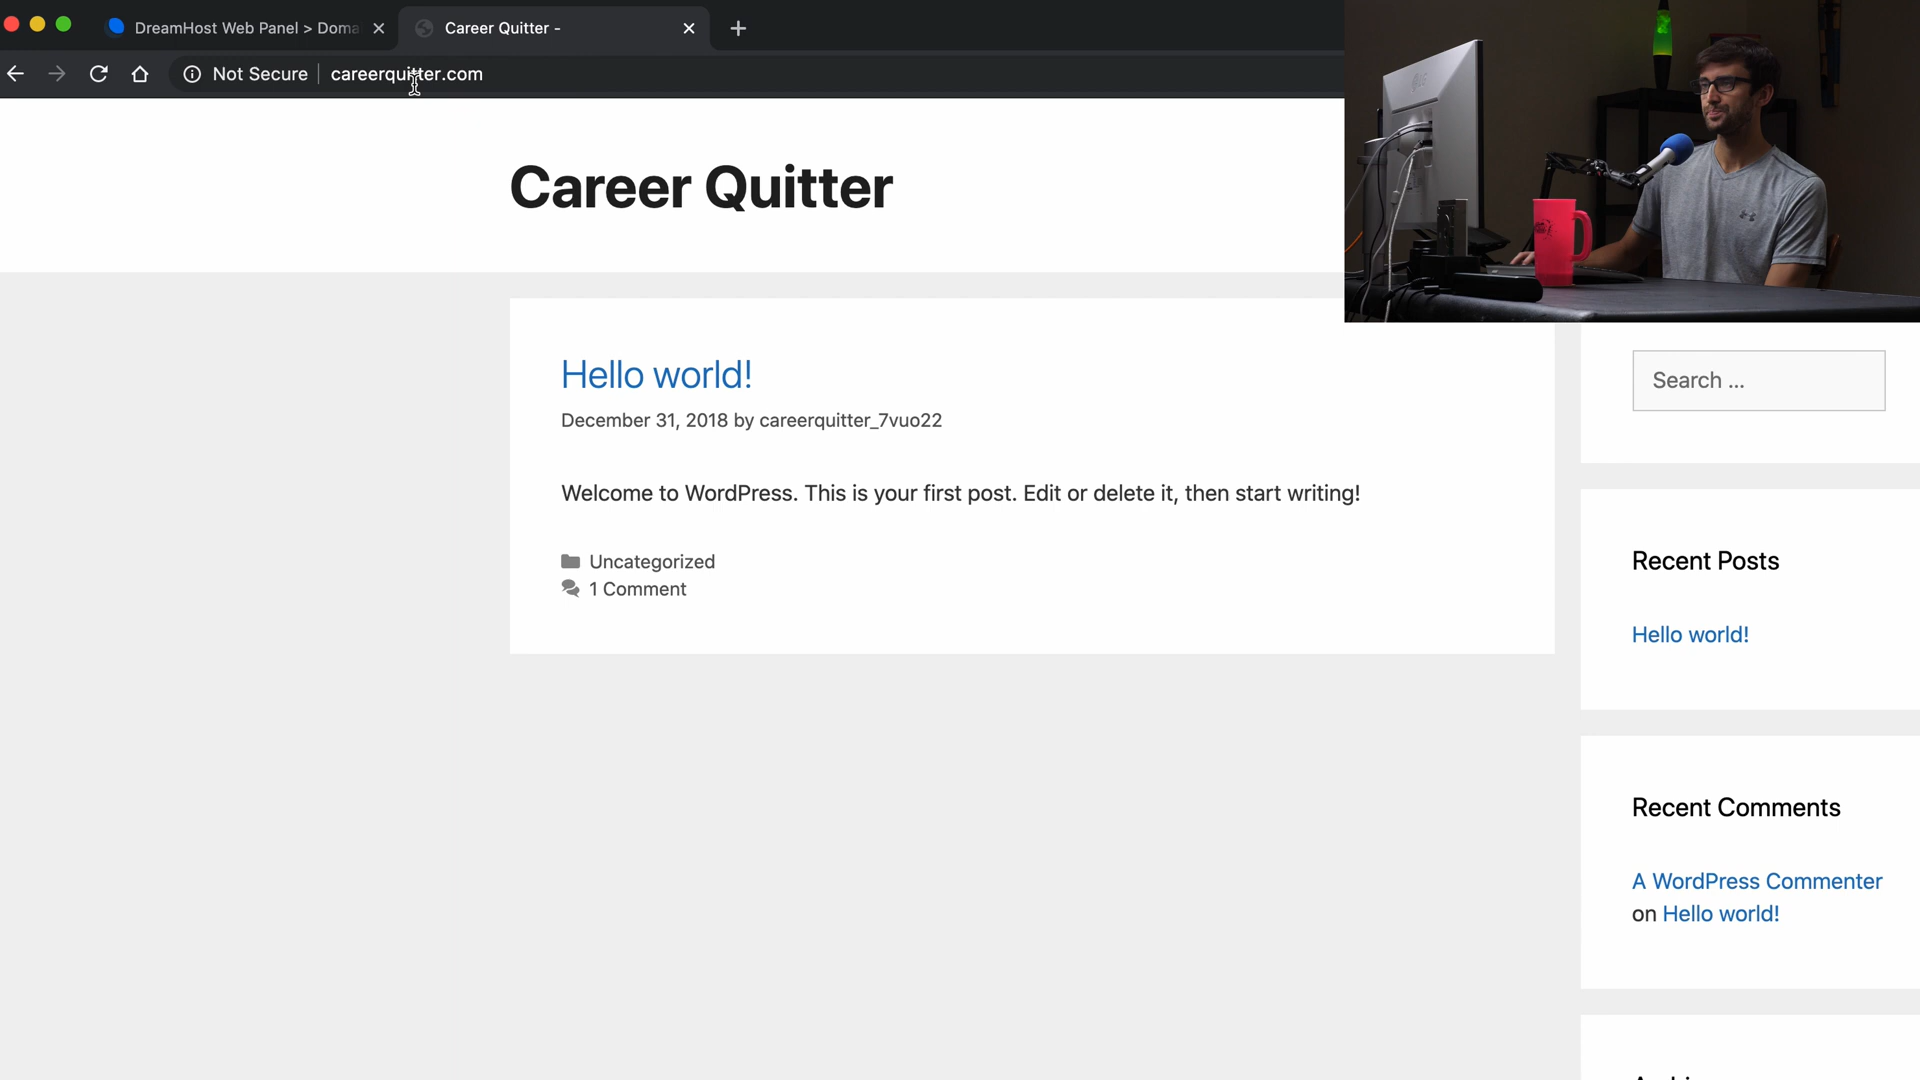 DreamHost Web Panel > Doma
Career Quitter -
Not Secure
careerquitter.com
Career Quitter
Hello world!
December 31, 2018 by careerquitter_7vuo22
Welcome to WordPress. This is your first post. Edit or delete it, then start writing!
Uncategorized
1 Comment
Search ...
Recent Posts
Hello world!
Recent Comments
A WordPress Commenter
on Hello world!